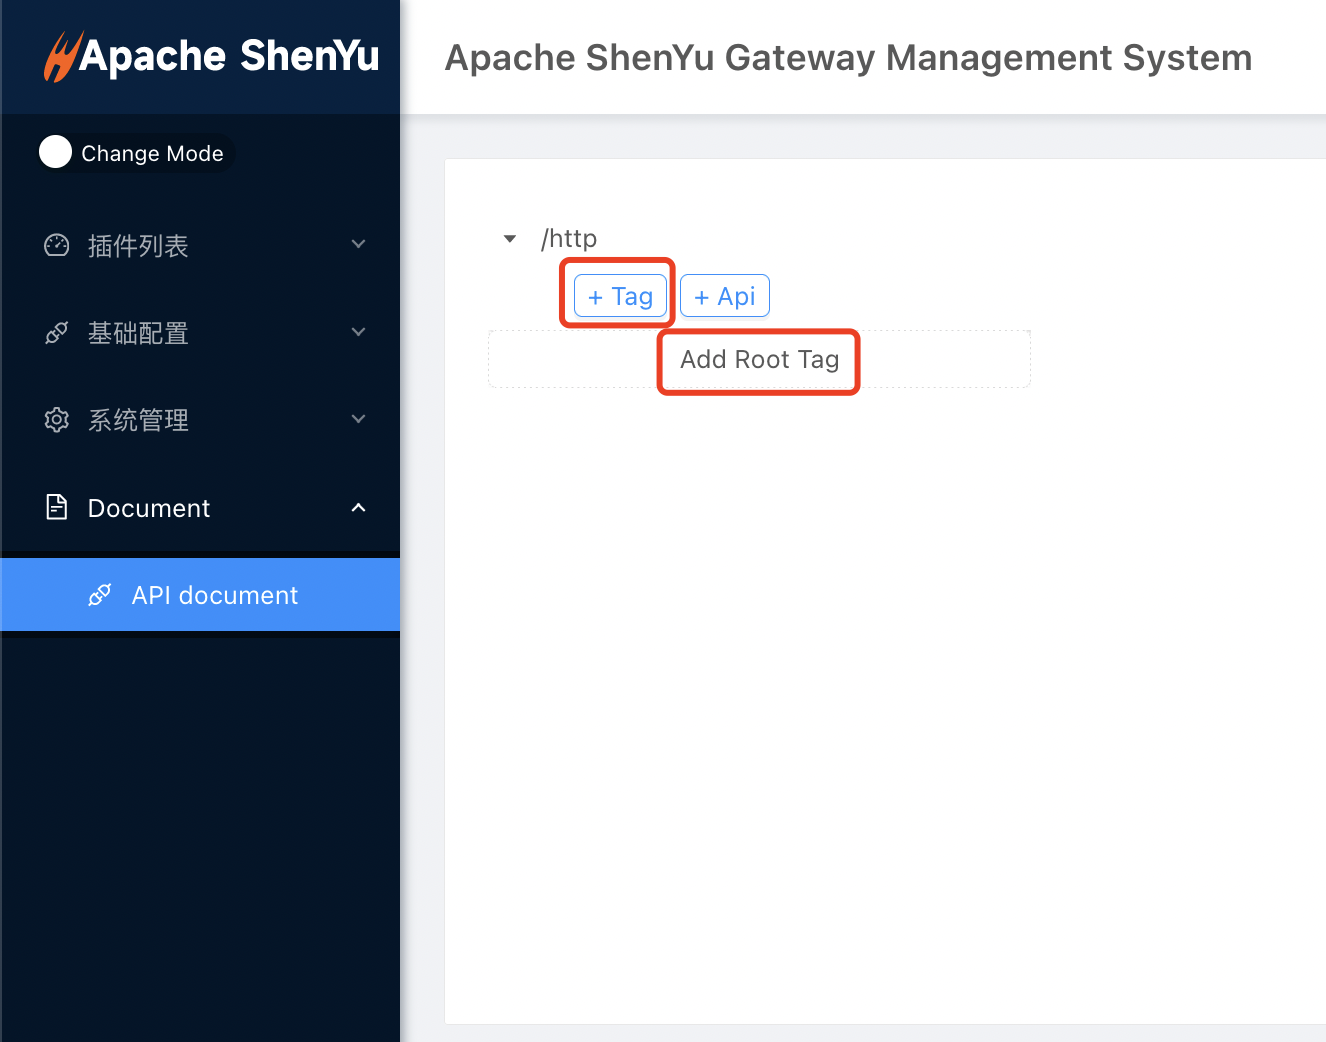 Apache ShenYu
Apache ShenYu Gateway Management System
Change Mode
插件列表
基础配置
系统管理
Document
API document
/http
+ Tag
+ Api
Add Root Tag